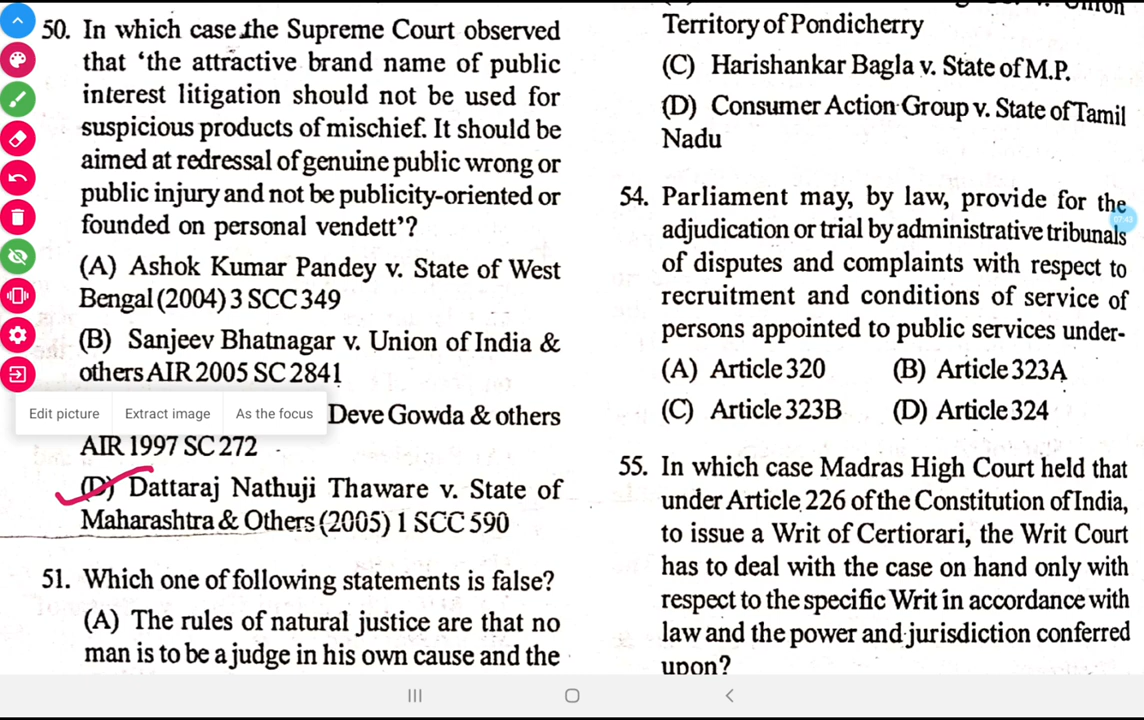 50. In which case the Supreme Court observed
that ‘the attractive brand name of public
interest litigation should not be used for
suspicious products of mischief. It should be
aimed at redressal of genuine public wrong or
public injury and not be publicity-oriented or
founded on personal vendett’?
(A) Ashok Kumar Pandey v. State of West
Bengal (2004) 3 SCC 349
(B) Sanjeev Bhatnagar v. Union of India &
others AIR 2005 SC 2841
Edit picture Extract image As the focus
Deve Gowda & others
AIR 1997 SC 272
(D) Dattaraj Nathuji Thaware v. State of
Maharashtra & Others (2005) 1 SCC 590
51. Which one of following statements is false?
(A) The rules of natural justice are that no
man is to be a judge in his own cause and the
Union
Territory of Pondicherry
(C) Harishankar Bagla v. State of M.P.
(D) Consumer Action Group v. State of Tamil
Nadu
54. Parliament may, by law, provide for the
07:43
adjudication or trial by administrative tribunals
of disputes and complaints with respect to
recruitment and conditions of service of
persons appointed to public services under-
(A) Article 320 (B) Article 323A
(C) Article 323B (D) Article 324
55. In which case Madras High Court held that
under Article 226 of the Constitution of India,
to issue a Writ of Certiorari, the Writ Court
has to deal with the case on hand only with
respect to the specific Writ in accordance with
law and the power and jurisdiction conferred
upon?